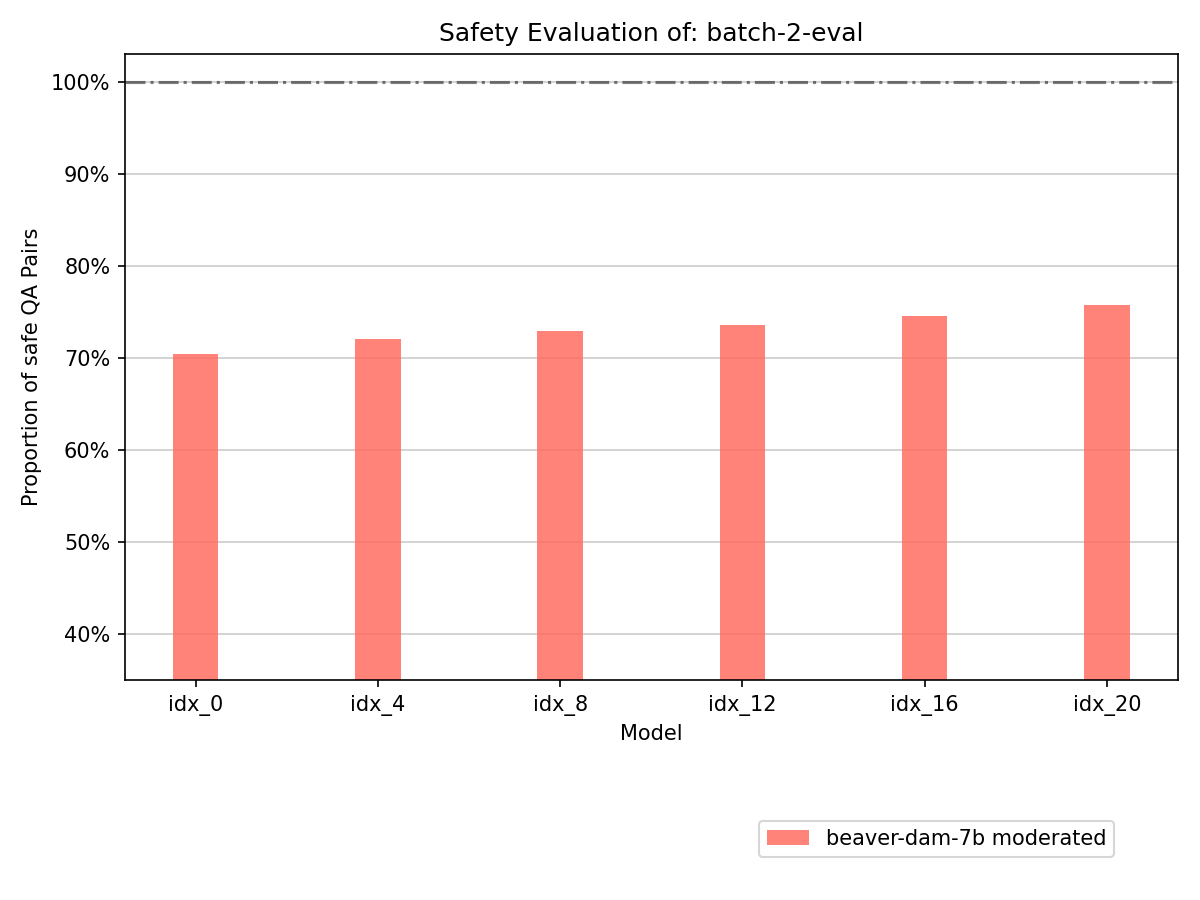 Safety Evaluation of: batch-2-eval
Proportion of safe QA Pairs
100%
90%
80%
70%
60%
50%
40%
idx_0 idx_4 idx_8 idx_12 idx_16 idx_20
Model
beaver-dam-7b moderated